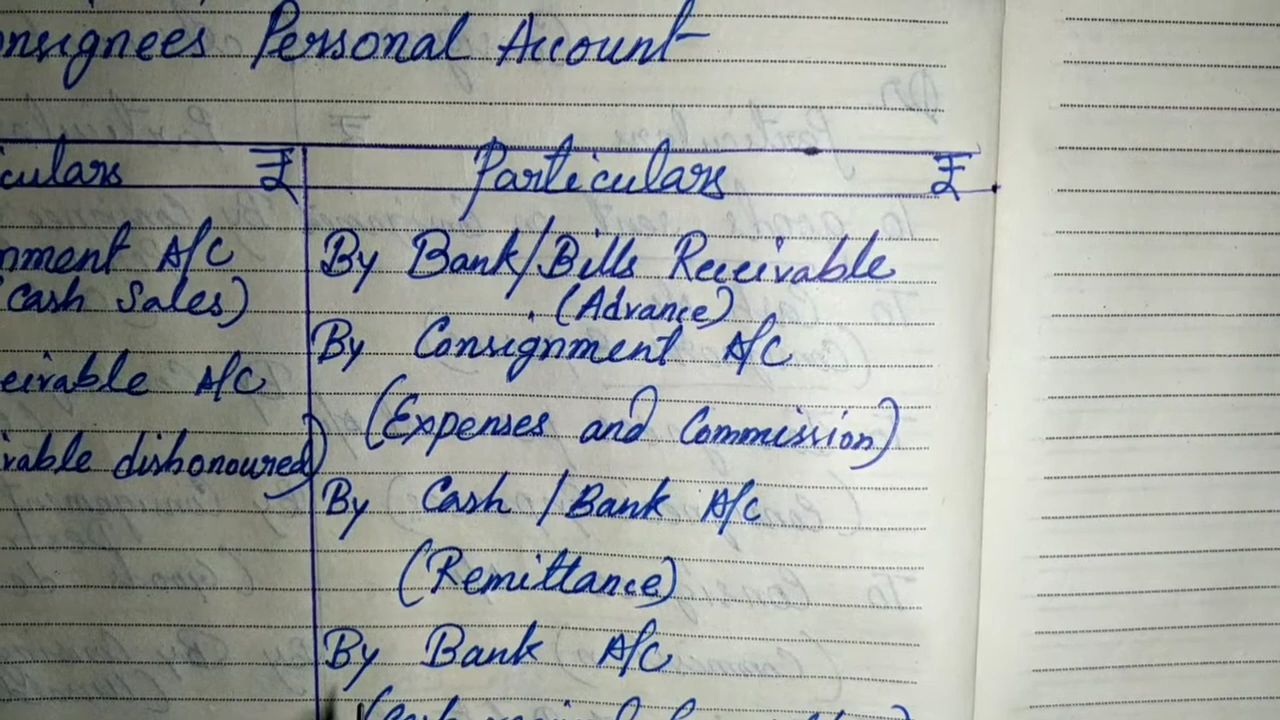 onsignees Personal Account
culars ₹ Particulars ₹
nment A/c
(Cash Sales)
eivable A/c
vable dishonoured)
By Bank/Bills Receivable
(Advance)
By Consignment A/c
(Expenses and Commission)
By Cash / Bank A/c
(Remittance)
By Bank A/c